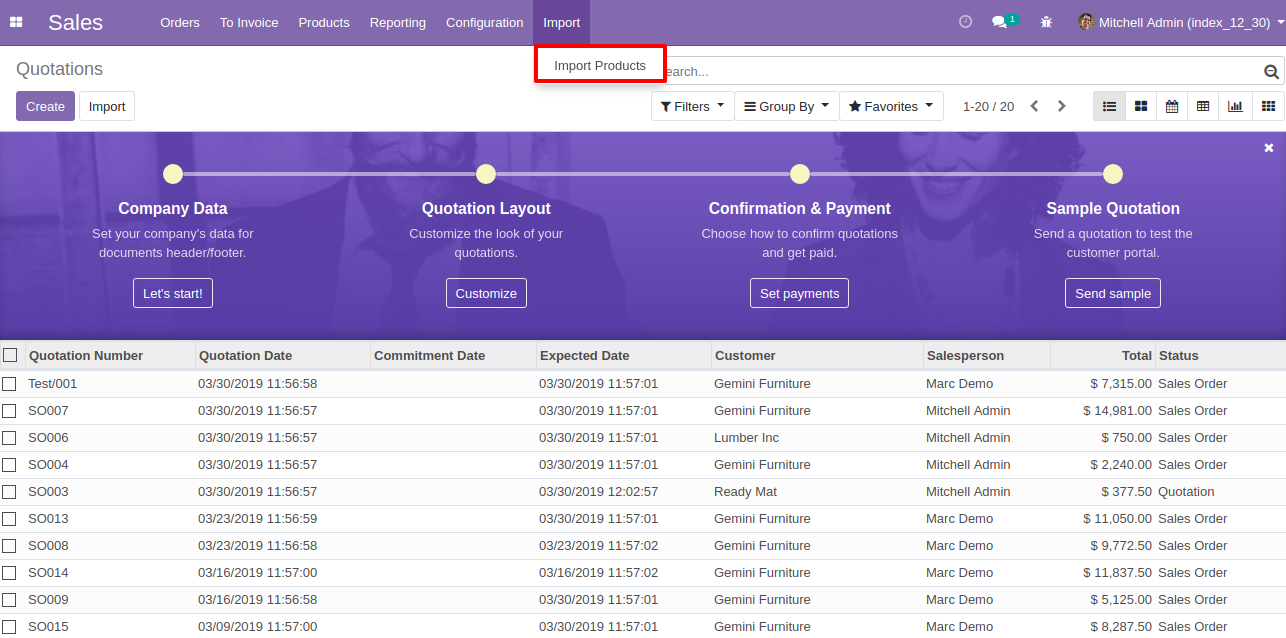 Sales Orders To Invoice Products Reporting Configuration Import 1 Mitchell Admin (index_12_30)
Quotations Import Products earch...
Create Import Filters Group By Favorites 1-20 / 20
Company Data Quotation Layout Confirmation & Payment Sample Quotation
Set your company's data for Customize the look of your Choose how to confirm quotations Send a quotation to test the
documents header/footer. quotations. and get paid. customer portal.
Let's start! Customize Set payments Send sample
Quotation Number Quotation Date Commitment Date Expected Date Customer Salesperson Total Status
Test/001 03/30/2019 11:56:58 03/30/2019 11:57:01 Gemini Furniture Marc Demo $ 7,315.00 Sales Order
SO007 03/30/2019 11:56:57 03/30/2019 11:57:01 Gemini Furniture Mitchell Admin $ 14,981.00 Sales Order
SO006 03/30/2019 11:56:57 03/30/2019 11:57:01 Lumber Inc Mitchell Admin $ 750.00 Sales Order
SO004 03/30/2019 11:56:57 03/30/2019 11:57:01 Gemini Furniture Mitchell Admin $ 2,240.00 Sales Order
SO003 03/30/2019 11:56:57 03/30/2019 12:02:57 Ready Mat Mitchell Admin $ 377.50 Quotation
SO013 03/23/2019 11:56:59 03/30/2019 11:57:01 Gemini Furniture Marc Demo $ 11,050.00 Sales Order
SO008 03/23/2019 11:56:58 03/23/2019 11:57:02 Gemini Furniture Marc Demo $ 9,772.50 Sales Order
SO014 03/16/2019 11:57:00 03/16/2019 11:57:02 Gemini Furniture Marc Demo $ 11,837.50 Sales Order
SO009 03/16/2019 11:56:58 03/30/2019 11:57:01 Gemini Furniture Marc Demo $ 5,125.00 Sales Order
SO015 03/09/2019 11:57:00 03/30/2019 11:57:01 Gemini Furniture Marc Demo $ 8,287.50 Sales Order